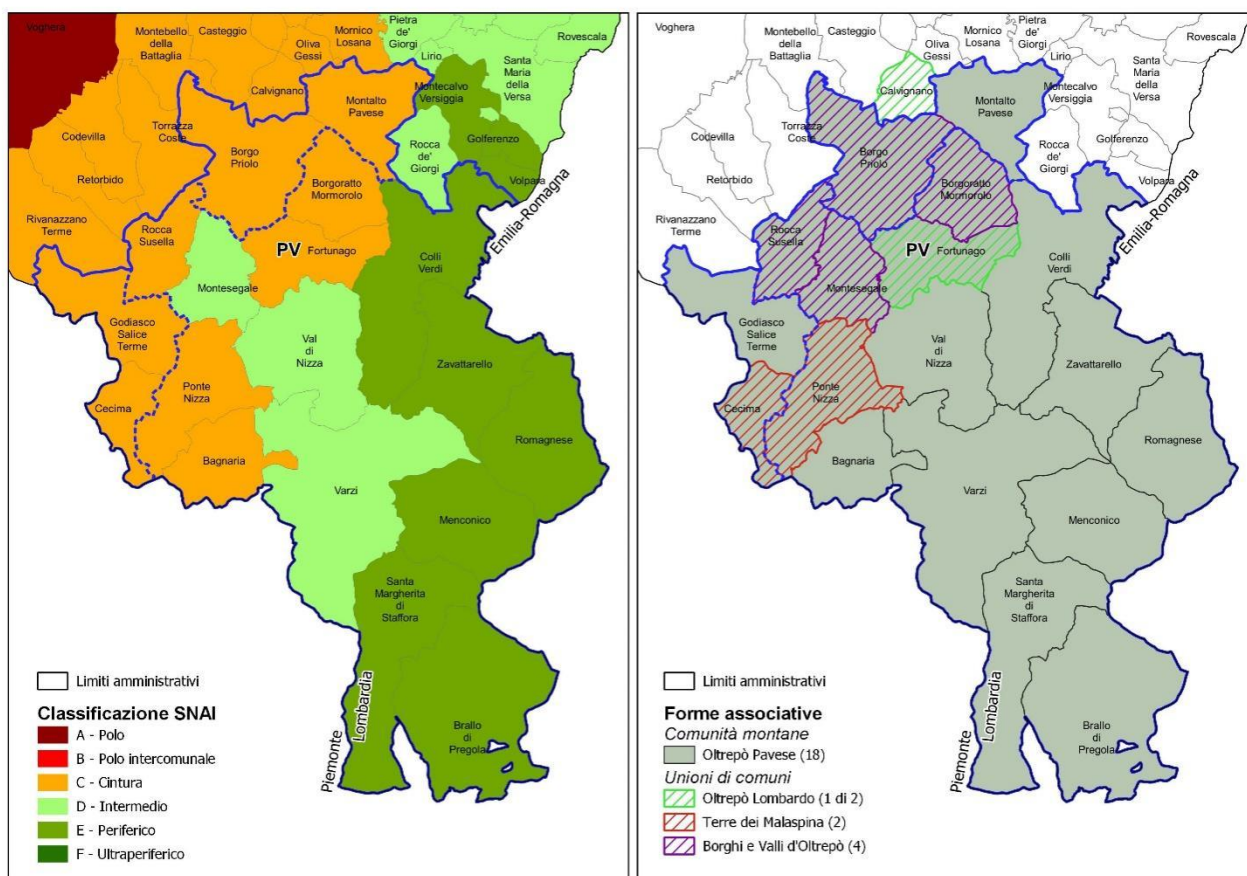 Voghera
Montebello
della
Battaglia
Casteggio
Oliva
Gessi
Mornico
Losana
Pietra
de'
Giorgi
Lirio
Rovescala
Santa
Maria
della
Versa
Calvignano
Montalto
Pavese
Montecalvo
Versiggia
Codevilla
Torrazza
Coste
Golferenzo
Borgo
Priolo
Rocca
de'
Giorgi
Retorbido
Borgoratto
Mormorolo
Volpara
Rivanazzano
Terme
Rocca
Susella
PV
Fortunago
Emilia-Romagna
Colli
Verdi
Montesegale
Godiasco
Salice
Terme
Val
di
Nizza
Zavattarello
Ponte
Nizza
Cecima
Romagnese
Bagnaria
Varzi
Menconico
Santa
Margherita
di
Staffora
Brallo
di
Pregola
Piemonte
Lombardia
Limiti amministrativi
Classificazione SNAI
A - Polo
B - Polo intercomunale
C - Cintura
D - Intermedio
E - Periferico
F - Ultraperiferico
Voghera
Montebello
della
Battaglia
Casteggio
Oliva
Gessi
Mornico
Losana
Pietra
de'
Giorgi
Lirio
Rovescala
Santa
Maria
della
Versa
Calvignano
Montalto
Pavese
Montecalvo
Versiggia
Codevilla
Torrazza
Coste
Golferenzo
Borgo
Priolo
Rocca
de'
Giorgi
Retorbido
Borgoratto
Mormorolo
Volpara
Rivanazzano
Terme
Rocca
Susella
PV
Fortunago
Emilia-Romagna
Colli
Verdi
Montesegale
Godiasco
Salice
Terme
Val
di
Nizza
Zavattarello
Ponte
Nizza
Cecima
Romagnese
Bagnaria
Varzi
Menconico
Santa
Margherita
di
Staffora
Brallo
di
Pregola
Piemonte
Lombardia
Limiti amministrativi
Forme associative
Comunità montane
Oltrepò Pavese (18)
Unioni di comuni
Oltrepò Lombardo (1 di 2)
Terre dei Malaspina (2)
Borghi e Valli d'Oltrepò (4)